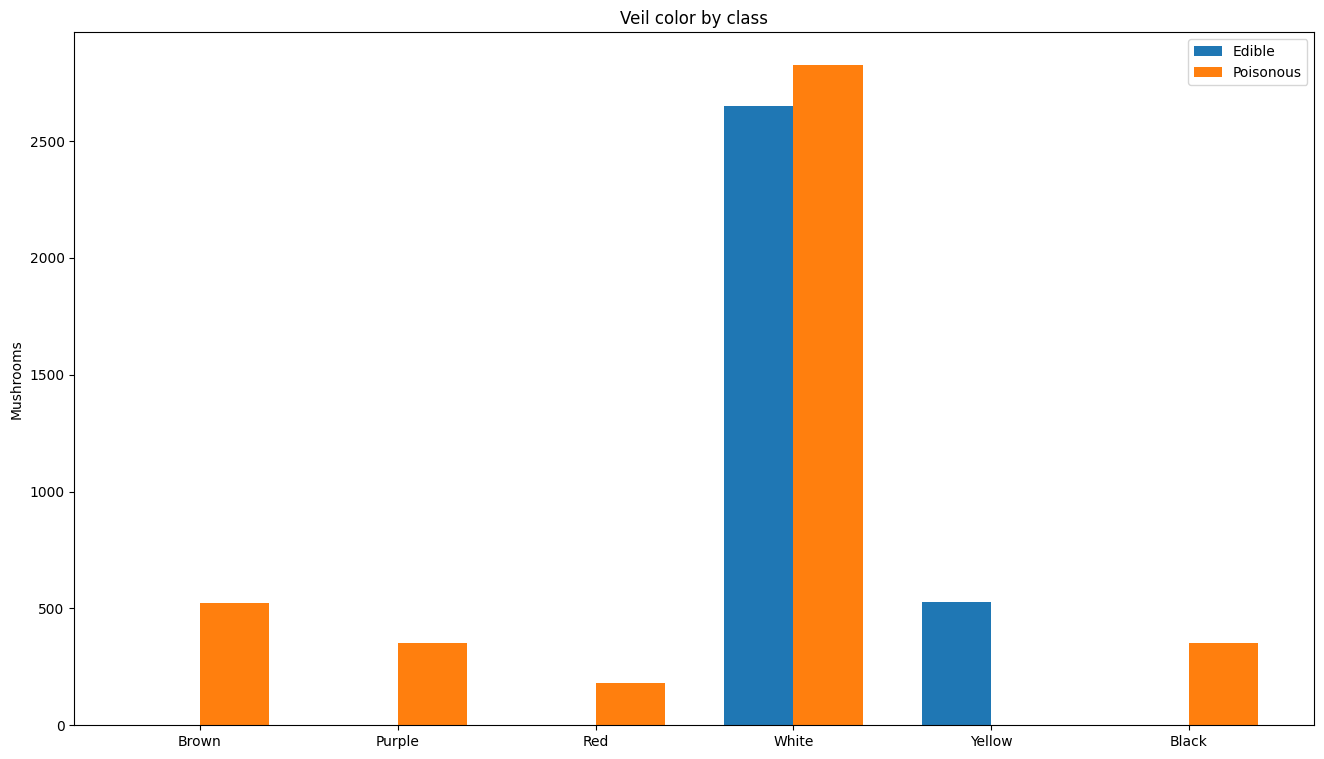 Veil color by class
Edible
Poisonous
Mushrooms
2500
2000
1500
1000
500
0
Brown Purple Red White Yellow Black